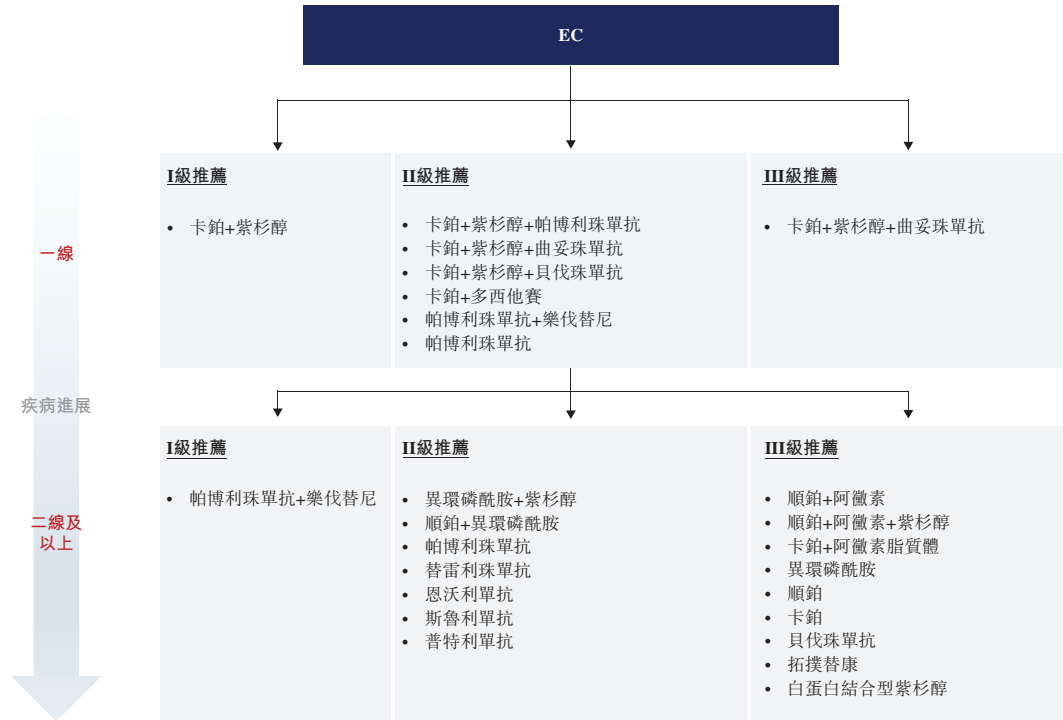 EC
I級推薦
• 卡鉑+紫杉醇
II級推薦
• 卡鉑+紫杉醇+帕博利珠單抗
• 卡鉑+紫杉醇+曲妥珠單抗
• 卡鉑+紫杉醇+貝伐珠單抗
• 卡鉑+多西他賽
• 帕博利珠單抗+樂伐替尼
• 帕博利珠單抗
III級推薦
• 卡鉑+紫杉醇+曲妥珠單抗
一線
疾病進展
二線及
以上
I級推薦
• 帕博利珠單抗+樂伐替尼
II級推薦
• 異環磷酰胺+紫杉醇
• 順鉑+異環磷酰胺
• 帕博利珠單抗
• 替雷利珠單抗
• 恩沃利單抗
• 斯魯利單抗
• 普特利單抗
III級推薦
• 順鉑+阿黴素
• 順鉑+阿黴素+紫杉醇
• 卡鉑+阿黴素脂質體
• 異環磷酰胺
• 順鉑
• 卡鉑
• 貝伐珠單抗
• 拓撲替康
• 白蛋白結合型紫杉醇